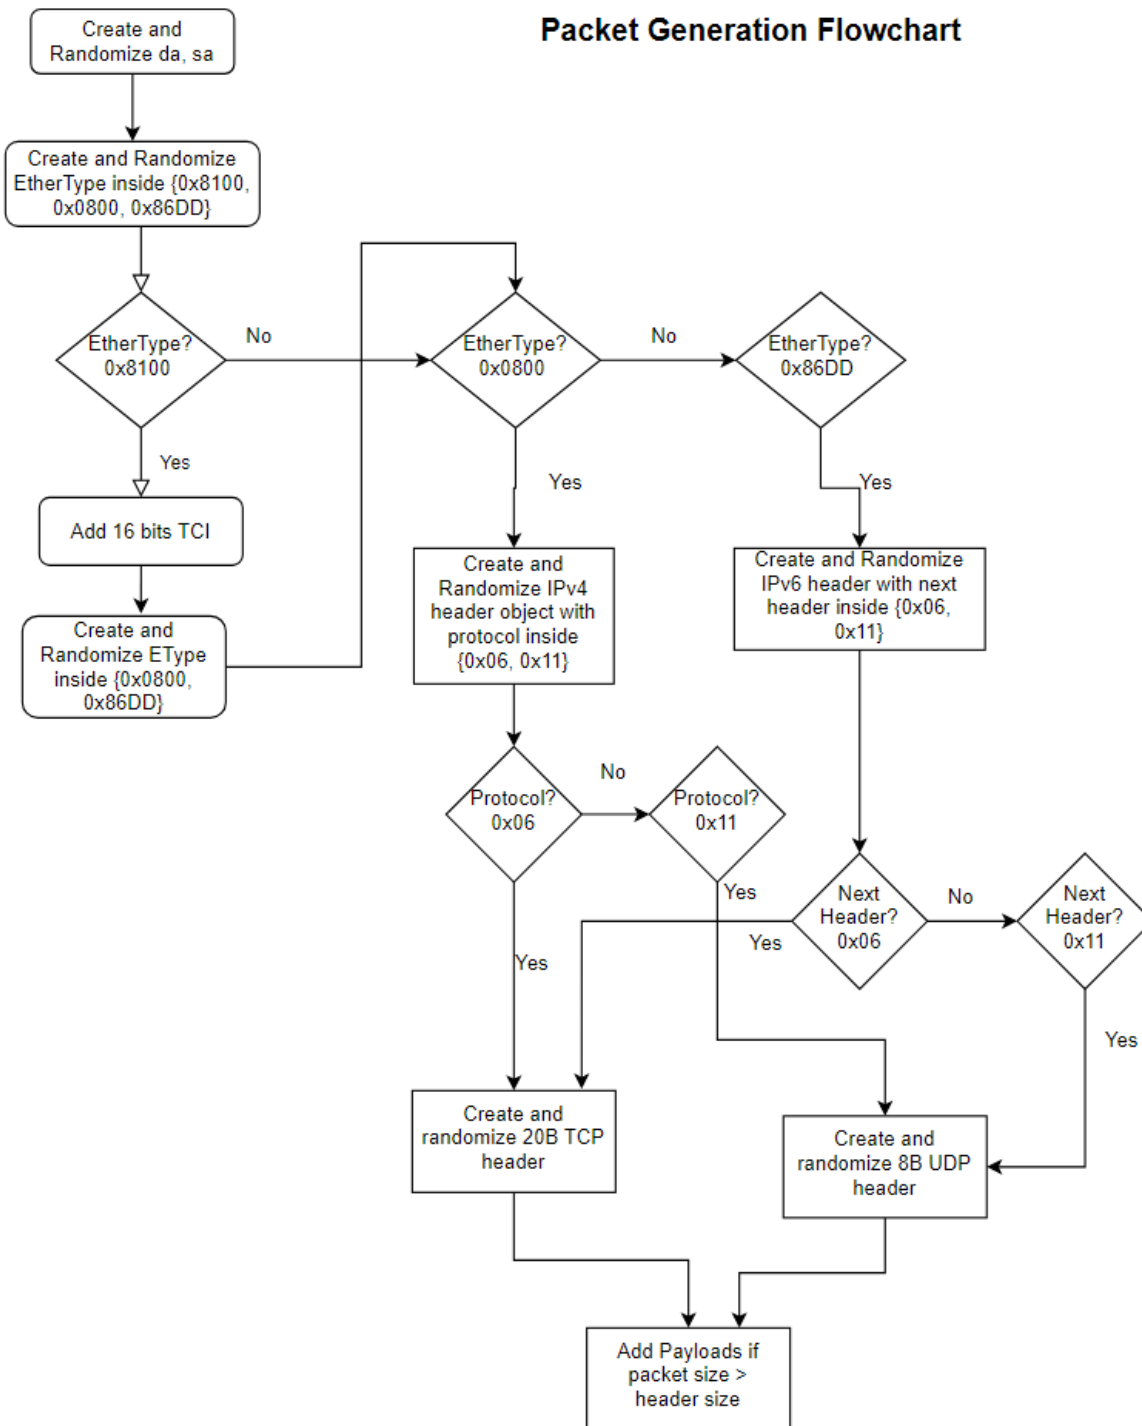 Packet Generation Flowchart
Create and
Randomize da, sa
Create and Randomize
EtherType inside {0x8100,
0x0800, 0x86DD}
EtherType?
0x8100
No
EtherType?
0x0800
No
EtherType?
0x86DD
Yes
Yes
Yes
Add 16 bits TCI
Create and
Randomize EType
inside {0x0800,
0x86DD}
Create and
Randomize IPv4
header object with
protocol inside
{0x06, 0x11}
Create and Randomize
IPv6 header with next
header inside {0x06,
0x11}
Protocol?
0x06
No
Protocol?
0x11
Yes
Next
Header?
0x06
No
Next
Header?
0x11
Yes
Yes
Yes
Create and
randomize 20B TCP
header
Create and
randomize 8B UDP
header
Add Payloads if
packet size >
header size